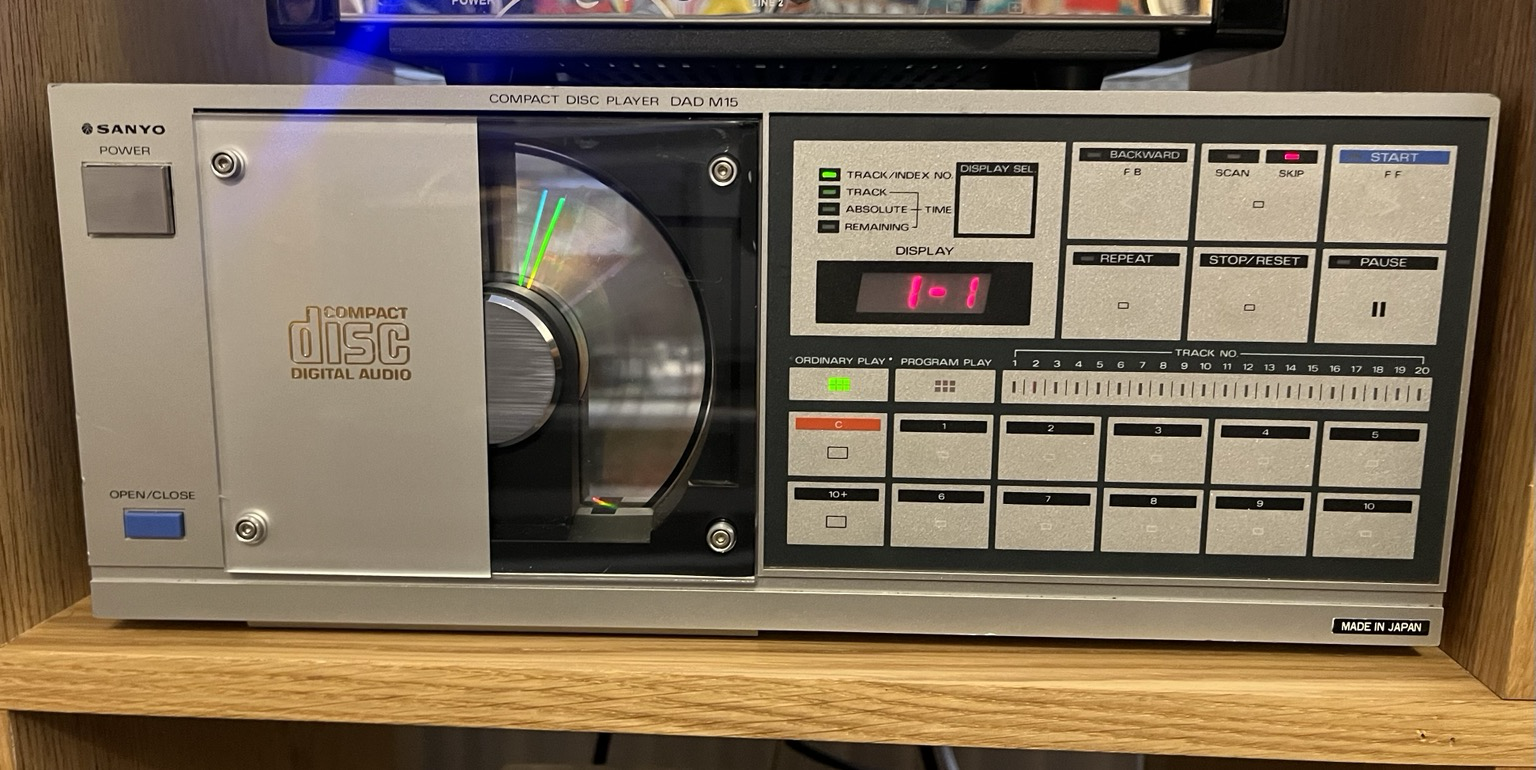 POWER
LINE 2
COMPACT DISC PLAYER DAD M15
SANYO
POWER
COMPACT
disc
DIGITAL AUDIO
OPEN/CLOSE
TRACK/INDEX NO.
TRACK
ABSOLUTE
TIME
REMAINING
DISPLAY SEL.
DISPLAY
1-1
BACKWARD
F B
SCAN
SKIP
START
F F
REPEAT
STOP/RESET
PAUSE
ORDINARY PLAY
PROGRAM PLAY
TRACK NO.
1 2 3 4 5 6 7 8 9 10 11 12 13 14 15 16 17 18 19 20
C 1 2 3 4 5
10+ 6 7 8 9 10
MADE IN JAPAN